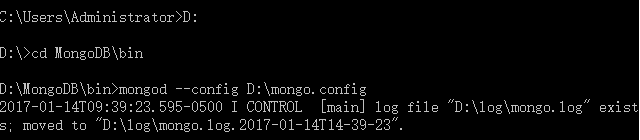 C:\Users\Administrator>D:
D:\>cd MongoDB\bin
D:\MongoDB\bin>mongod --config D:\mongo.config
2017-01-14T09:39:23.595-0500 I CONTROL  [main] log file "D:\log\mongo.log" exist
s; moved to "D:\log\mongo.log.2017-01-14T14-39-23".